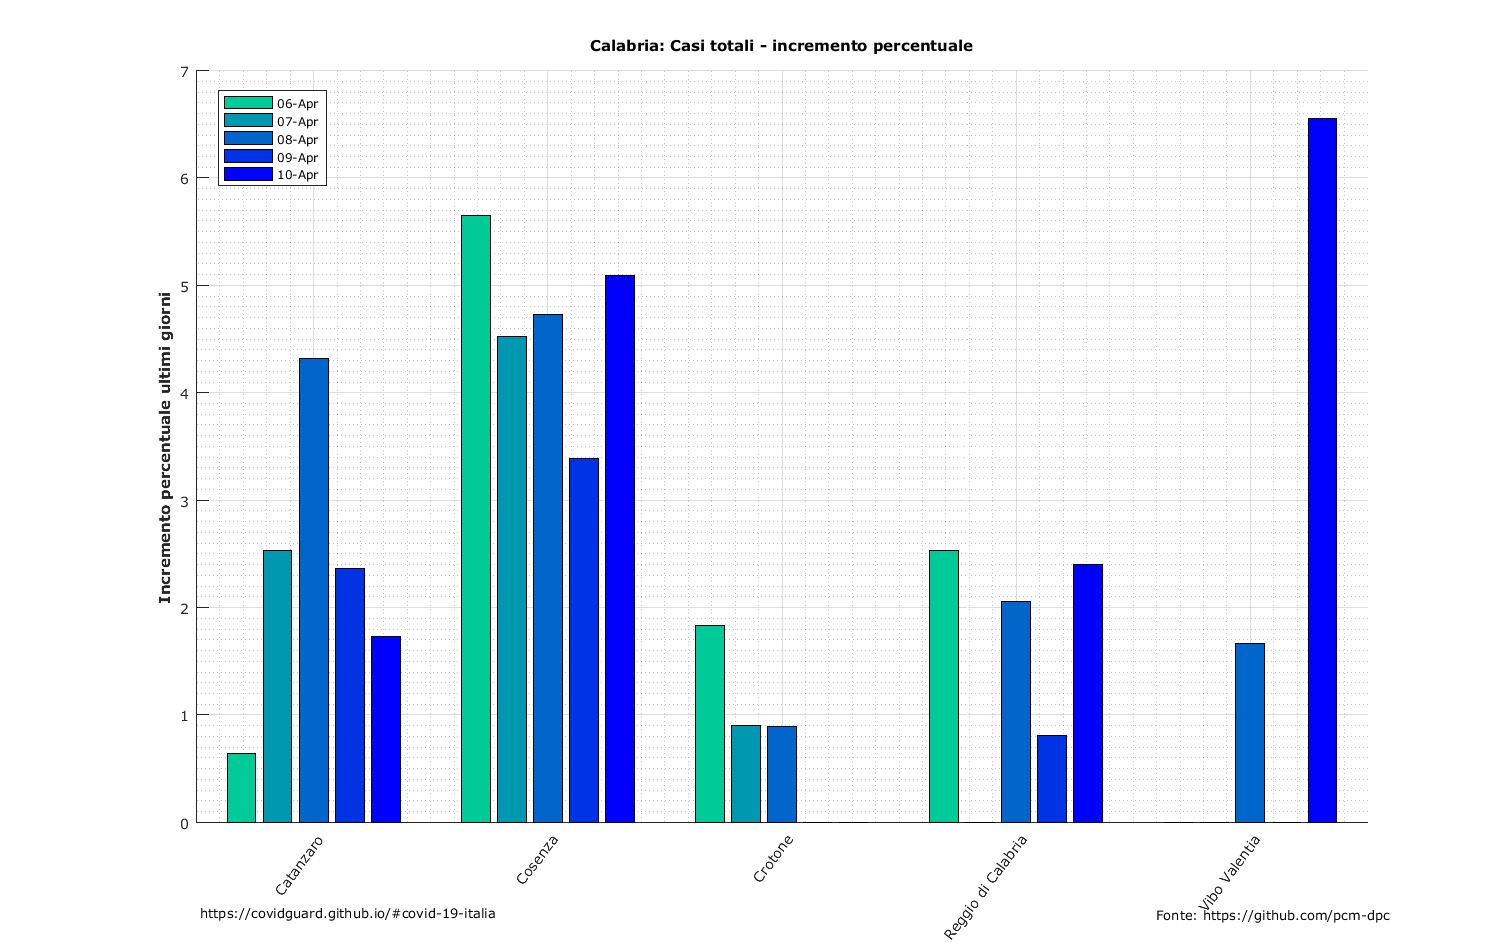 Calabria: Casi totali - incremento percentuale
Incremento percentuale ultimi giorni
7
6
5
4
3
2
1
0
06-Apr
07-Apr
08-Apr
09-Apr
10-Apr
Catanzaro
Cosenza
Crotone
Reggio di Calabria
Vibo Valentia
https://covidguard.github.io/#covid-19-italia
Fonte: https://github.com/pcm-dpc